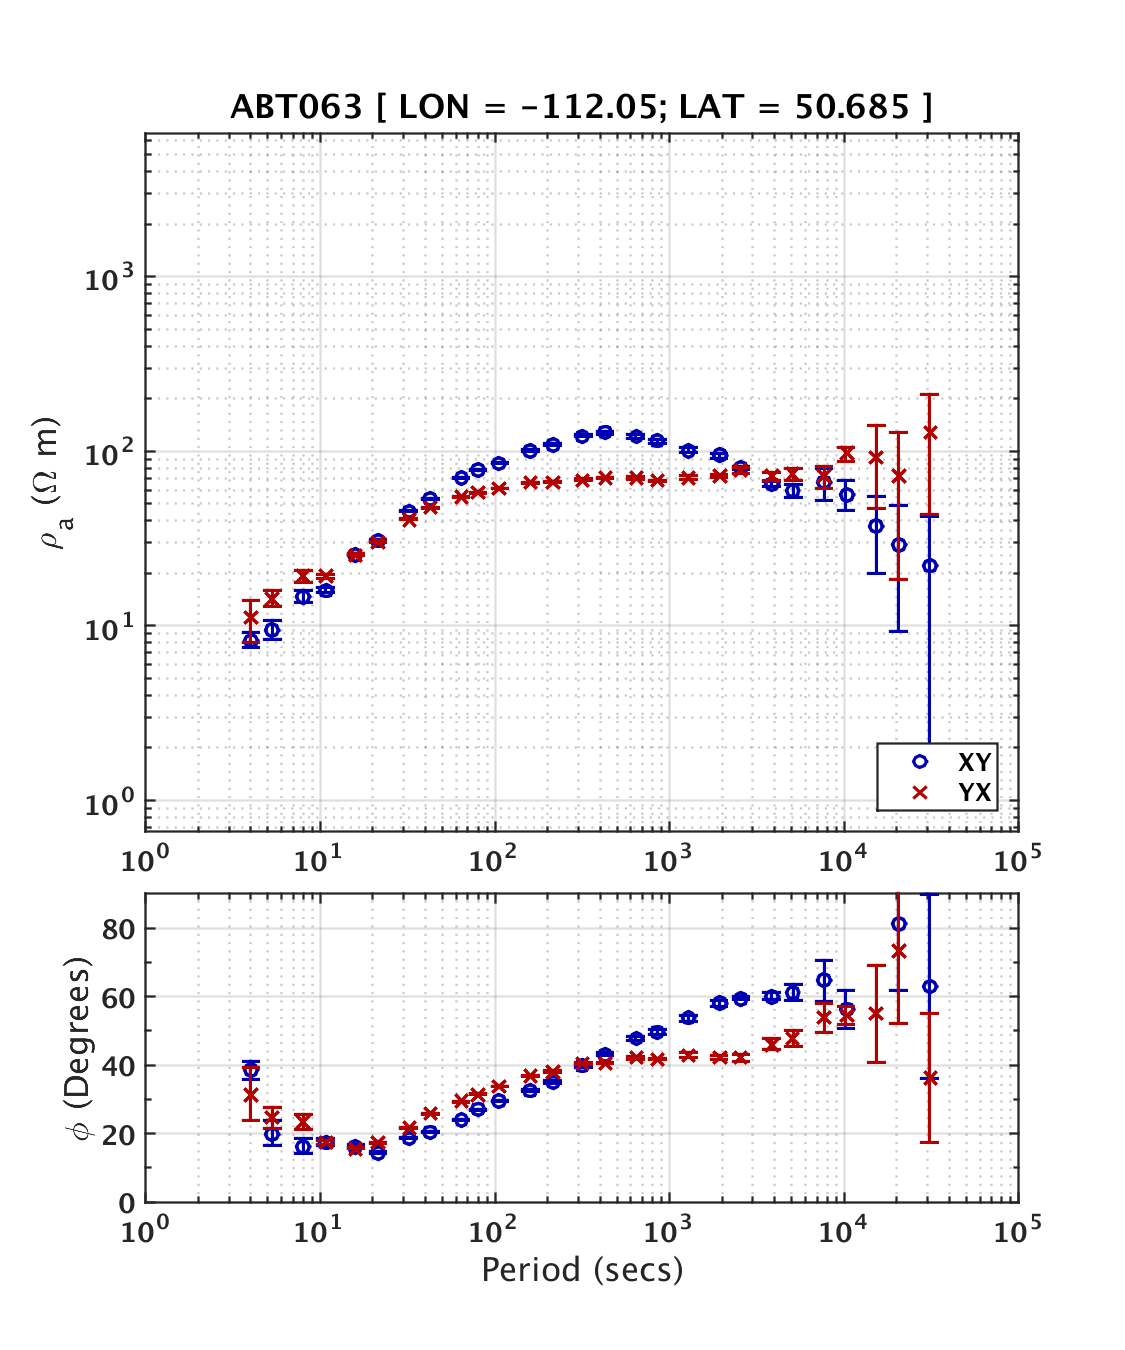 ABT063 [ LON = -112.05; LAT = 50.685 ]
10³
10²
10¹
10⁰
ρa (Ω m)
XY
YX
10⁰ 10¹ 10² 10³ 10⁴ 10⁵
80
60
40
20
0
ϕ (Degrees)
10⁰ 10¹ 10² 10³ 10⁴ 10⁵
Period (secs)